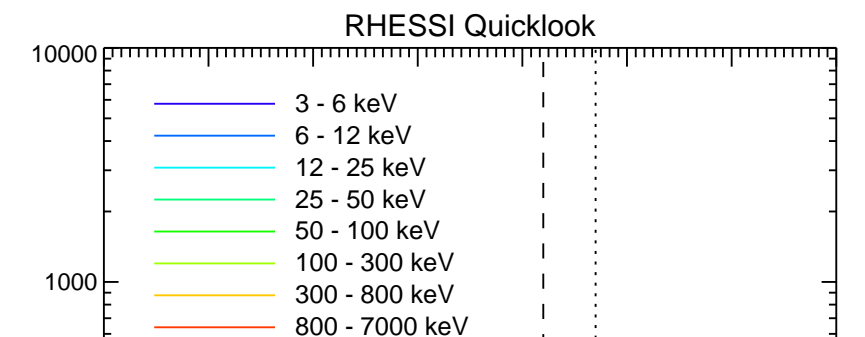 RHESSI Quicklook
10000
3 - 6 keV
6 - 12 keV
12 - 25 keV
25 - 50 keV
50 - 100 keV
100 - 300 keV
1000
300 - 800 keV
800 - 7000 keV